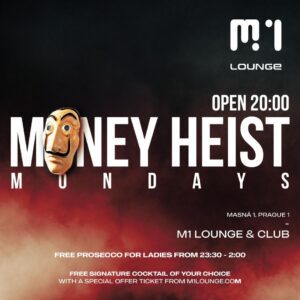 M1
LOUNGE
OPEN 20:00
MONEY HEIST
MONDAYS
MASNÁ 1, PRAGUE 1
-
M1 LOUNGE & CLUB
FREE PROSECCO FOR LADIES FROM 23:30 - 2:00
FREE SIGNATURE COCKTAIL OF YOUR CHOICE
WITH A SPECIAL OFFER TICKET FROM M1LOUNGE.COM